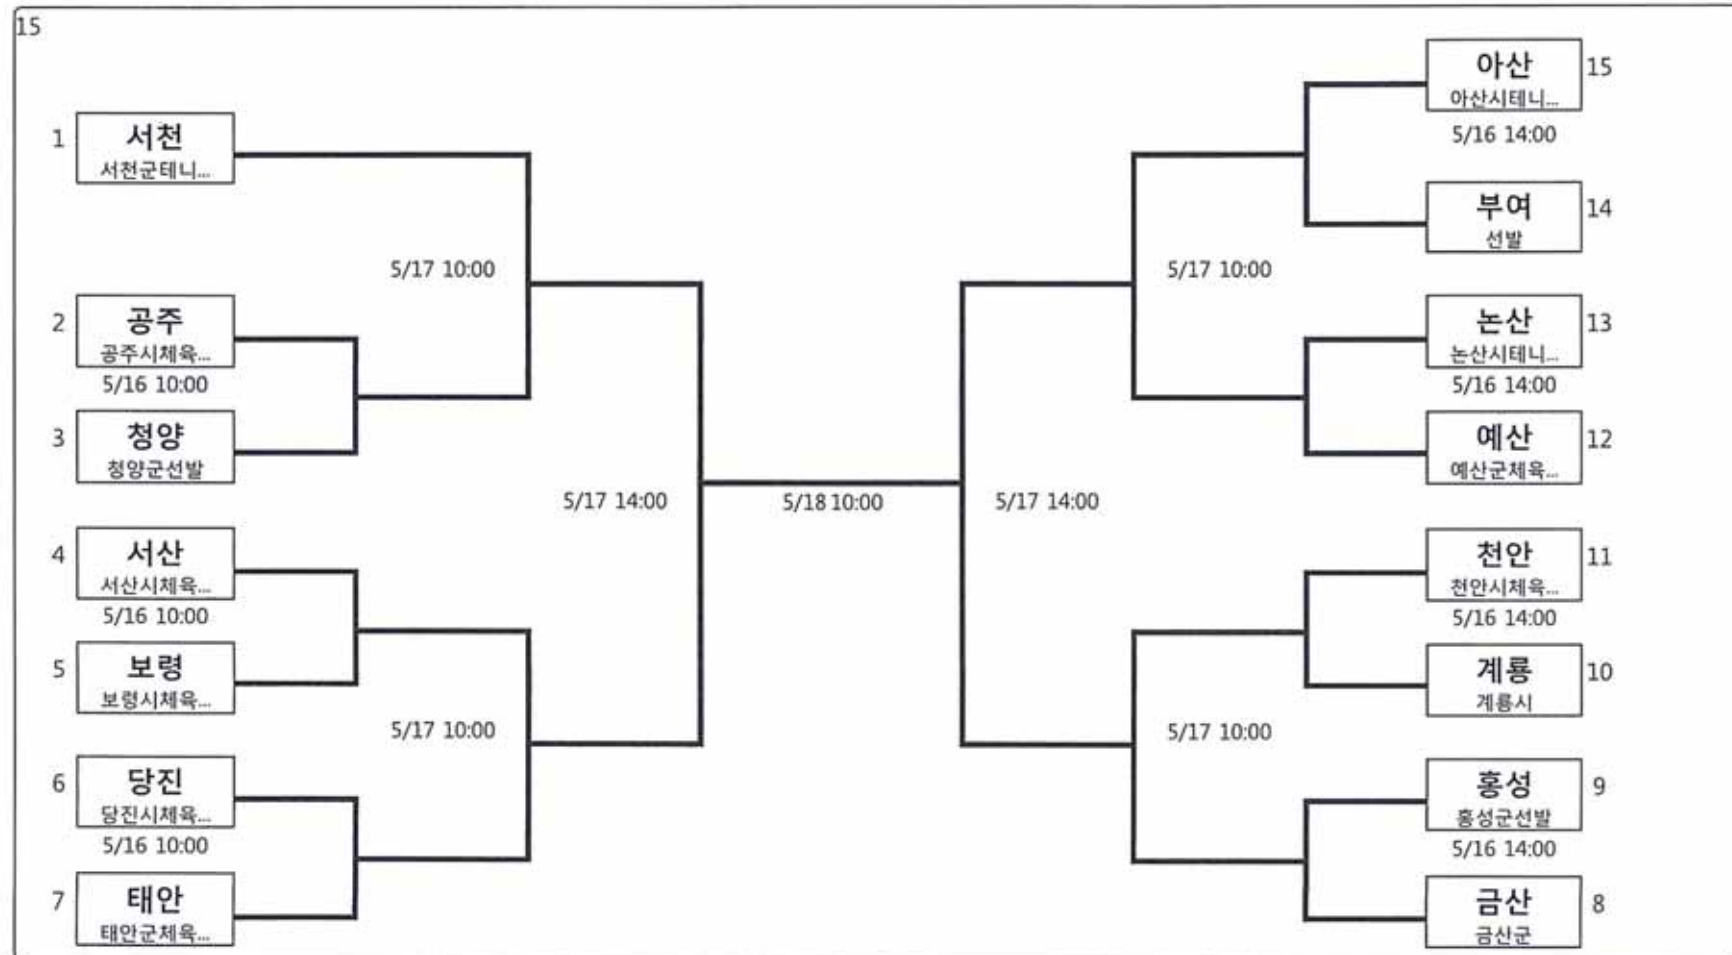 15
1
서천
서천군테니...
5/17 10:00
2
공주
공주시체육...
5/16 10:00
3
청양
청양군선발
5/17 14:00
4
서산
서산시체육...
5/16 10:00
5
보령
보령시체육...
5/17 10:00
6
당진
당진시체육...
5/16 10:00
7
태안
태안군체육...
5/18 10:00
아산
15
아산시테니...
5/16 14:00
부여
14
선발
5/17 10:00
논산
13
논산시테니...
5/16 14:00
예산
12
예산군체육...
5/17 14:00
천안
11
천안시체육...
5/16 14:00
계룡
10
계룡시
5/17 10:00
홍성
9
홍성군선발
5/16 14:00
금산
8
금산군